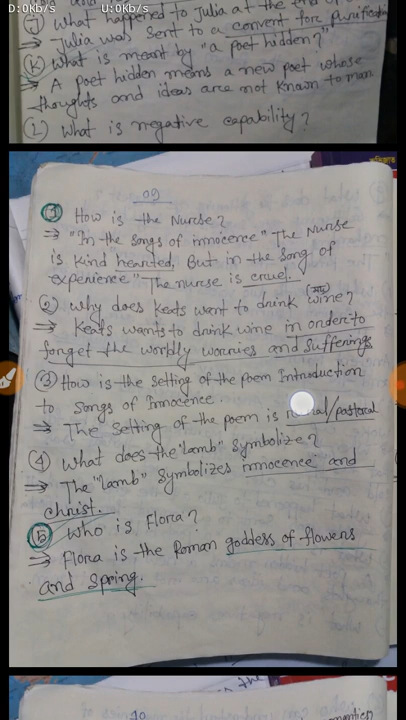 D:0Kb/s U:0Kb/s
(j) What happened to Julia at the end of
⇒ Julia was sent to a convent for purification
(k) What is meant by "a poet hidden?"
⇒ A poet hidden means a new poet whose
thoughts and ideas are not known to man
(l) What is negative capability?
09
① How is the Nurse?
⇒ "In the songs of innocence" The Nurse
is kind hearted, But in the song of
experience" The nurse is cruel.
② Why does Keats want to drink wine? (মদ)
⇒ Keats wants to drink wine in order to
forget the worldly worries and sufferings
③ How is the setting of the poem Introduction
to Songs of Innocence.
⇒ The Setting of the poem is /pastoral
④ What does the "lamb" Symbolize?
⇒ The "lamb" Symbolizes innocence and
christ.
⑤ Who is Flora?
⇒ Flora is the Roman goddess of flowers
and spring.
10